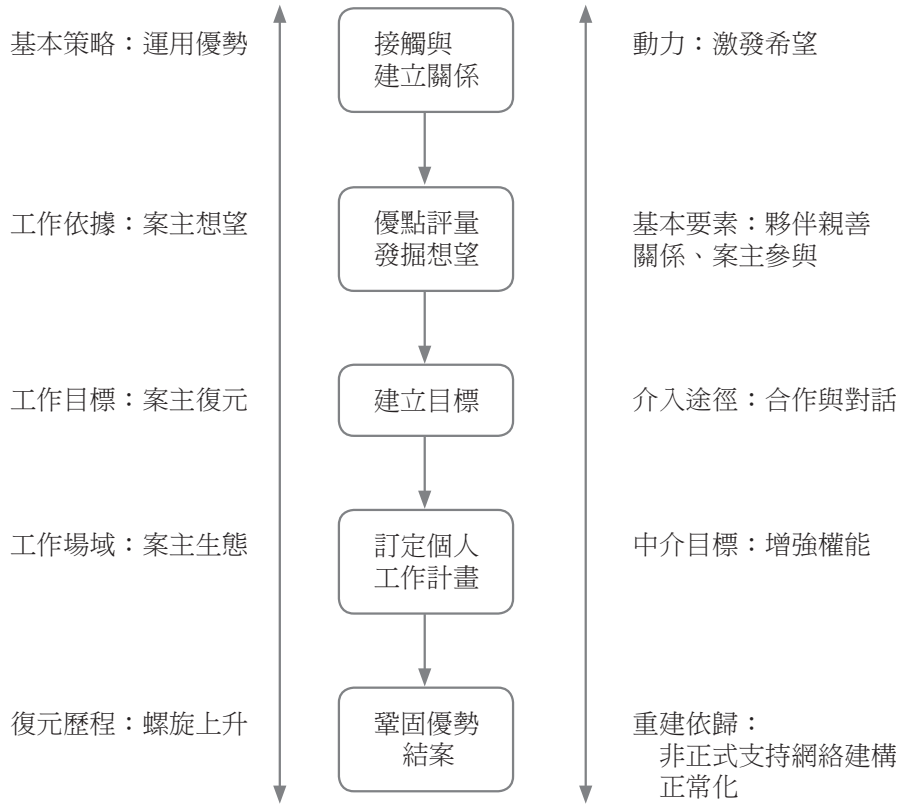 基本策略：運用優勢
接觸與
建立關係
動力：激發希望
工作依據：案主想望
優點評量
發掘想望
基本要素：夥伴親善
關係、案主參與
工作目標：案主復元
建立目標
介入途徑：合作與對話
工作場域：案主生態
訂定個人
工作計畫
中介目標：增強權能
復元歷程：螺旋上升
鞏固優勢
結案
重建依歸：
非正式支持網絡建構
正常化